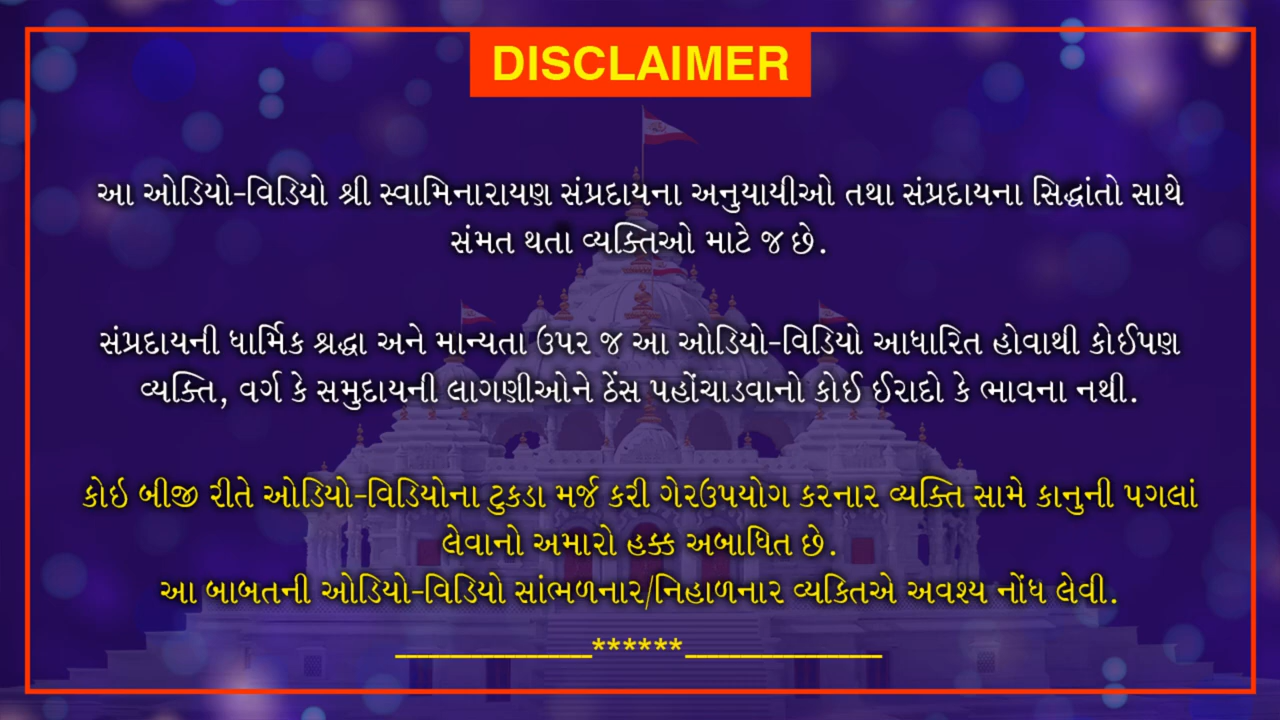 DISCLAIMER
આ ઓડિયો-વિડિયો શ્રી સ્વામિનારાયણ સંપ્રદાયના અનુયાયીઓ તથા સંપ્રદાયના સિદ્ધાંતો સાથે
સંમત થતા વ્યક્તિઓ માટે જ છે.
સંપ્રદાયની ધાર્મિક શ્રદ્ધા અને માન્યતા ઉપર જ આ ઓડિયો-વિડિયો આધારિત હોવાથી કોઈપણ
વ્યક્તિ, વર્ગ કે સમુદાયની લાગણીઓને ઠેંસ પહોંચાડવાનો કોઈ ઈરાદો કે ભાવના નથી.
કોઇ બીજી રીતે ઓડિયો-વિડિયોના ટુકડા મર્જ કરી ગેરઉપયોગ કરનાર વ્યક્તિ સામે કાનુની પગલાં
લેવાનો અમારો હક્ક અબાધિત છે.
આ બાબતની ઓડિયો-વિડિયો સાંભળનાર/નિહાળનાર વ્યકિતએ અવશ્ય નોંધ લેવી.
_________________******_________________